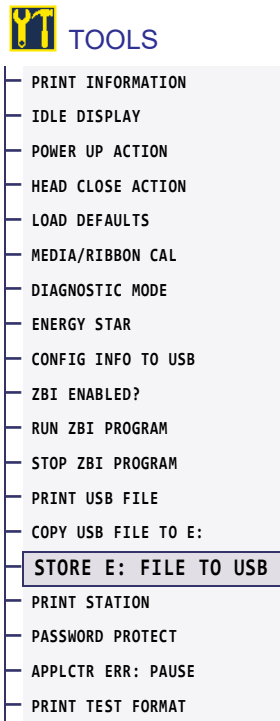 TOOLS
PRINT INFORMATION
IDLE DISPLAY
POWER UP ACTION
HEAD CLOSE ACTION
LOAD DEFAULTS
MEDIA/RIBBON CAL
DIAGNOSTIC MODE
ENERGY STAR
CONFIG INFO TO USB
ZBI ENABLED?
RUN ZBI PROGRAM
STOP ZBI PROGRAM
PRINT USB FILE
COPY USB FILE TO E:
STORE E: FILE TO USB
PRINT STATION
PASSWORD PROTECT
APPLCTR ERR: PAUSE
PRINT TEST FORMAT